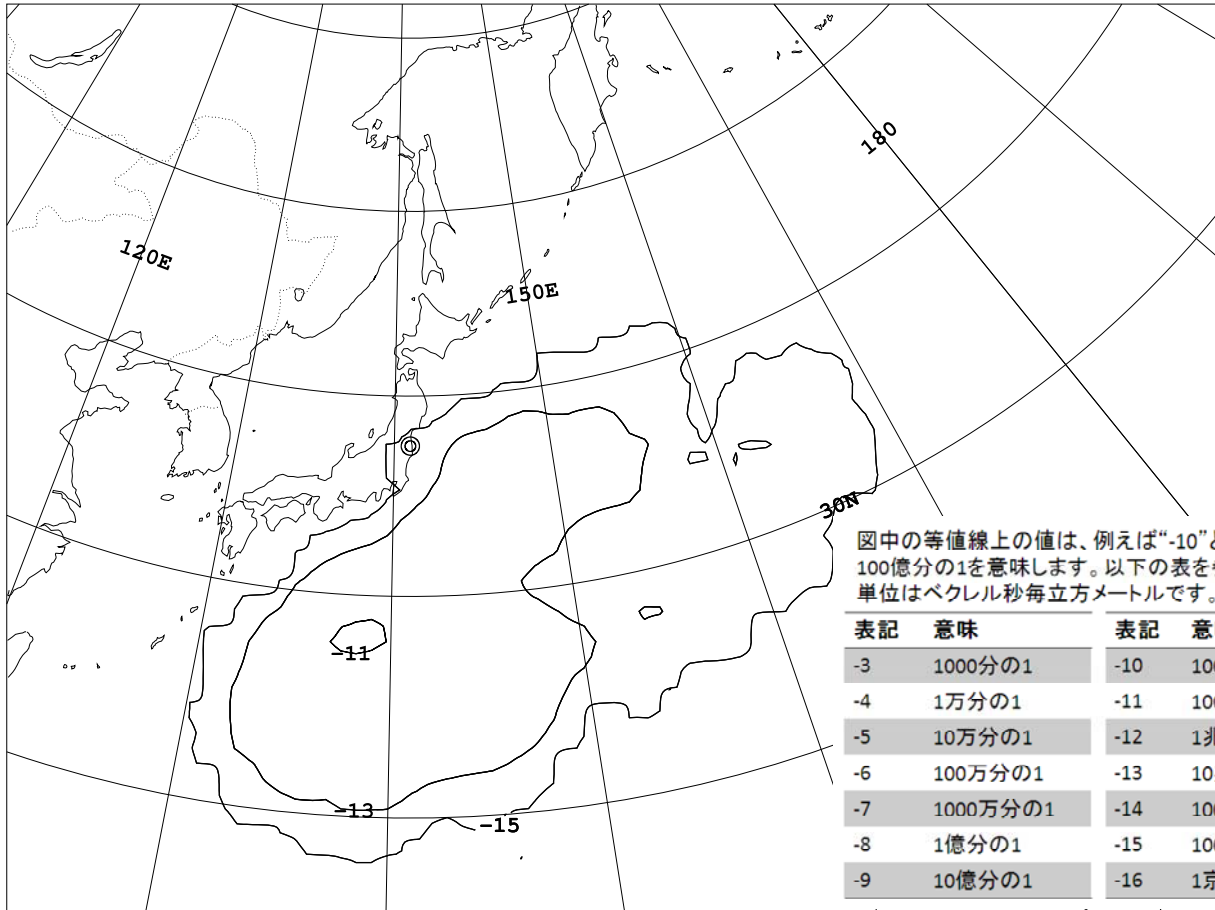 180
120E
150E
30N
図中の等値線上の値は、例えば“-10”
100億分の1を意味します。以下の表を
単位はベクレル秒毎立方メートルです。
表記 意味 表記
-3 1000分の1 -10
-4 1万分の1 -11
-5 10万分の1 -12
-6 100万分の1 -13
-7 1000万分の1 -14
-8 1億分の1 -15
-9 10億分の1 -16
-11
-13
-15